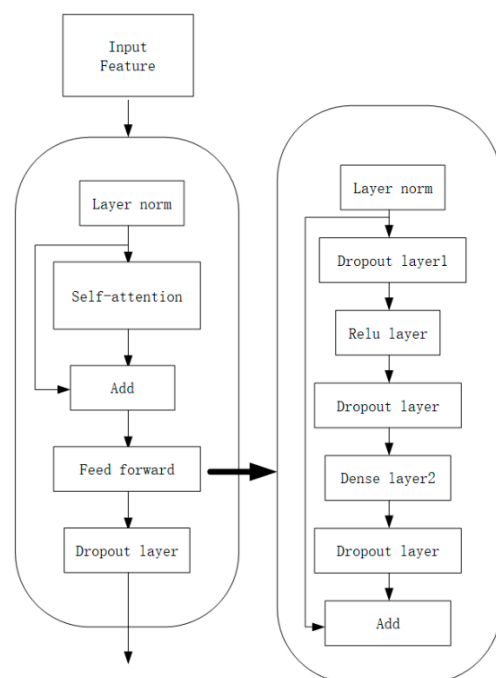 Input
Feature
Layer norm
Self-attention
Add
Feed forward
Dropout layer
Layer norm
Dropout layer1
Relu layer
Dropout layer
Dense layer2
Dropout layer
Add